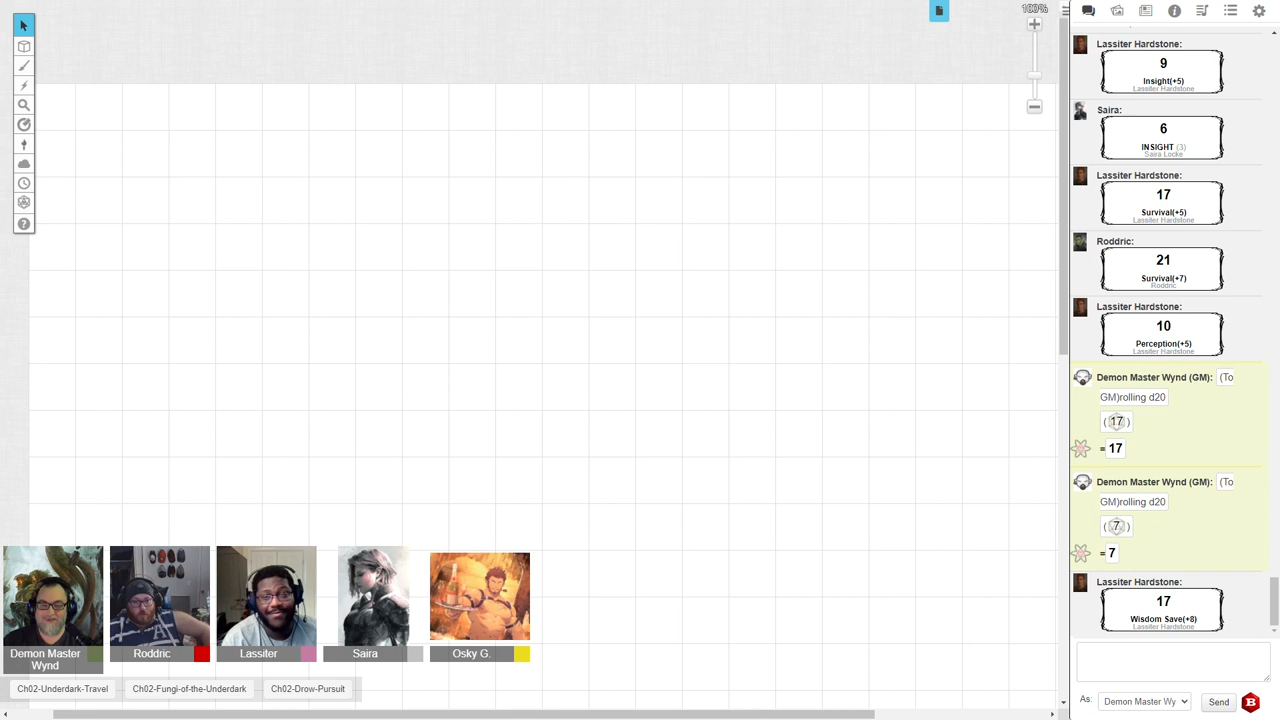 100%
Lassiter Hardstone:
9
Insight(+5)
Lassiter Hardstone
Saira:
6
INSIGHT (3)
Saira Locke
Lassiter Hardstone:
17
Survival(+5)
Lassiter Hardstone
Roddric:
21
Survival(+7)
Roddric
Lassiter Hardstone:
10
Perception(+5)
Lassiter Hardstone
Demon Master Wynd (GM): (To
GM)rolling d20
(17)
=17
Demon Master Wynd (GM): (To
GM)rolling d20
(7)
=7
Lassiter Hardstone:
17
Wisdom Save(+8)
Lassiter Hardstone
Demon Master
Wynd
Roddric
Lassiter
Saira
Osky G.
Ch02-Underdark-Travel
Ch02-Fungi-of-the-Underdark
Ch02-Drow-Pursuit
As:
Demon Master Wy
Send
B